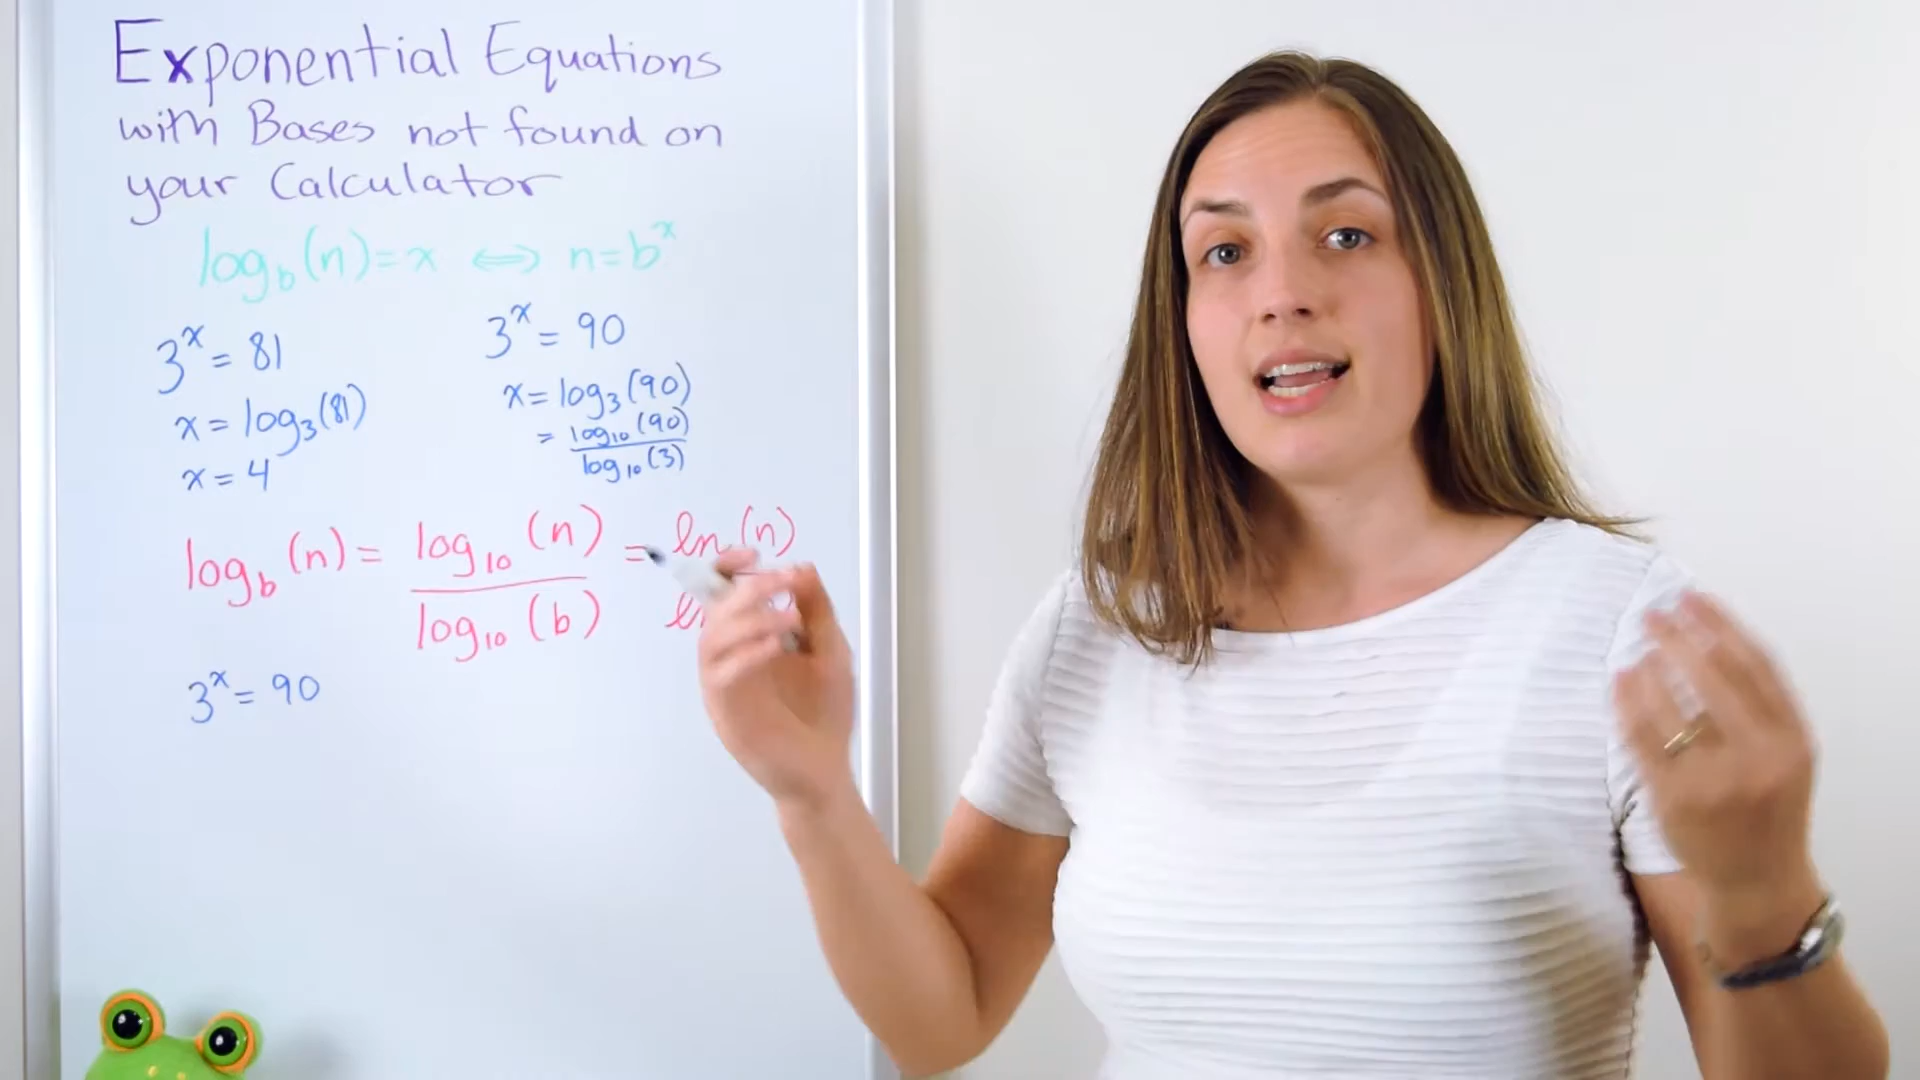 Exponential Equations
with Bases not found on
your Calculator
log_b(n)=x ⇔ n=b^x
3^x = 81
x = log_3(81)
x = 4
3^x = 90
x = log_3(90)
= log_10(90)
log_10(3)
log_b(n) = log_10(n) = ln(n)
log_10(b)
3^x = 90